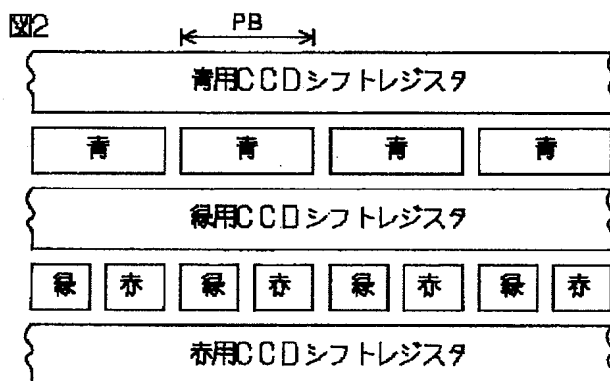 図2
PB
青用CCDシフトレジスタ
青 青 青 青
緑用CCDシフトレジスタ
緑 赤 緑 赤 緑 赤 緑 赤
赤用CCDシフトレジスタ